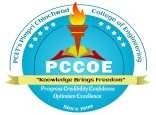 PCET'S Pimpri Chinchwad College of Engineering
PCCOE
"Knowledge Brings Freedom"
Progress Credibility Confidence
Optimism Excellence
Since 1999